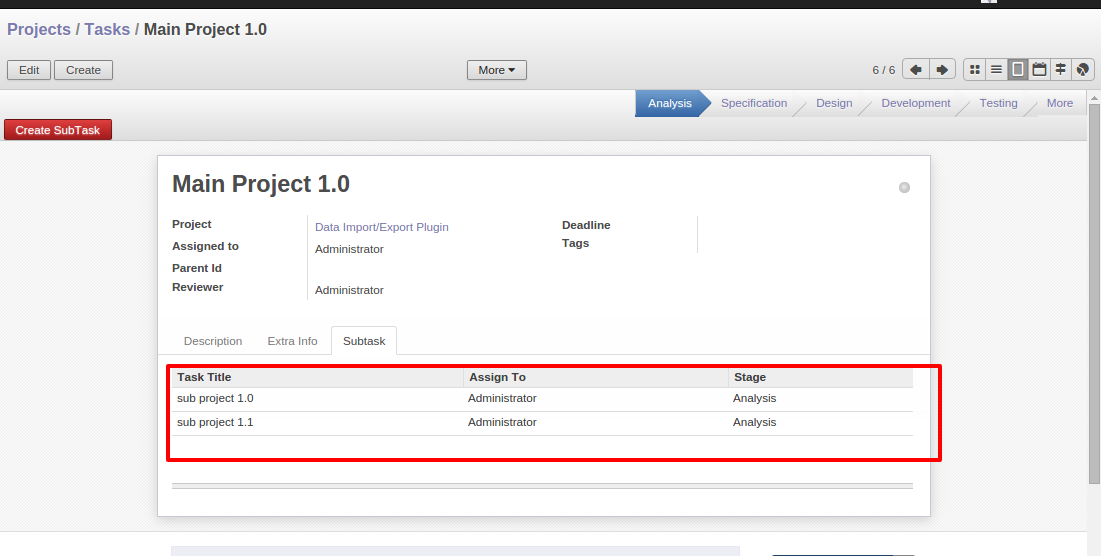 Projects / Tasks / Main Project 1.0
Edit Create More 6 / 6
Analysis Specification Design Development Testing More
Create SubTask
Main Project 1.0
Project Data Import/Export Plugin
Assigned to Administrator
Parent Id
Reviewer Administrator
Deadline
Tags
Description Extra Info Subtask
Task Title Assign To Stage
sub project 1.0 Administrator Analysis
sub project 1.1 Administrator Analysis